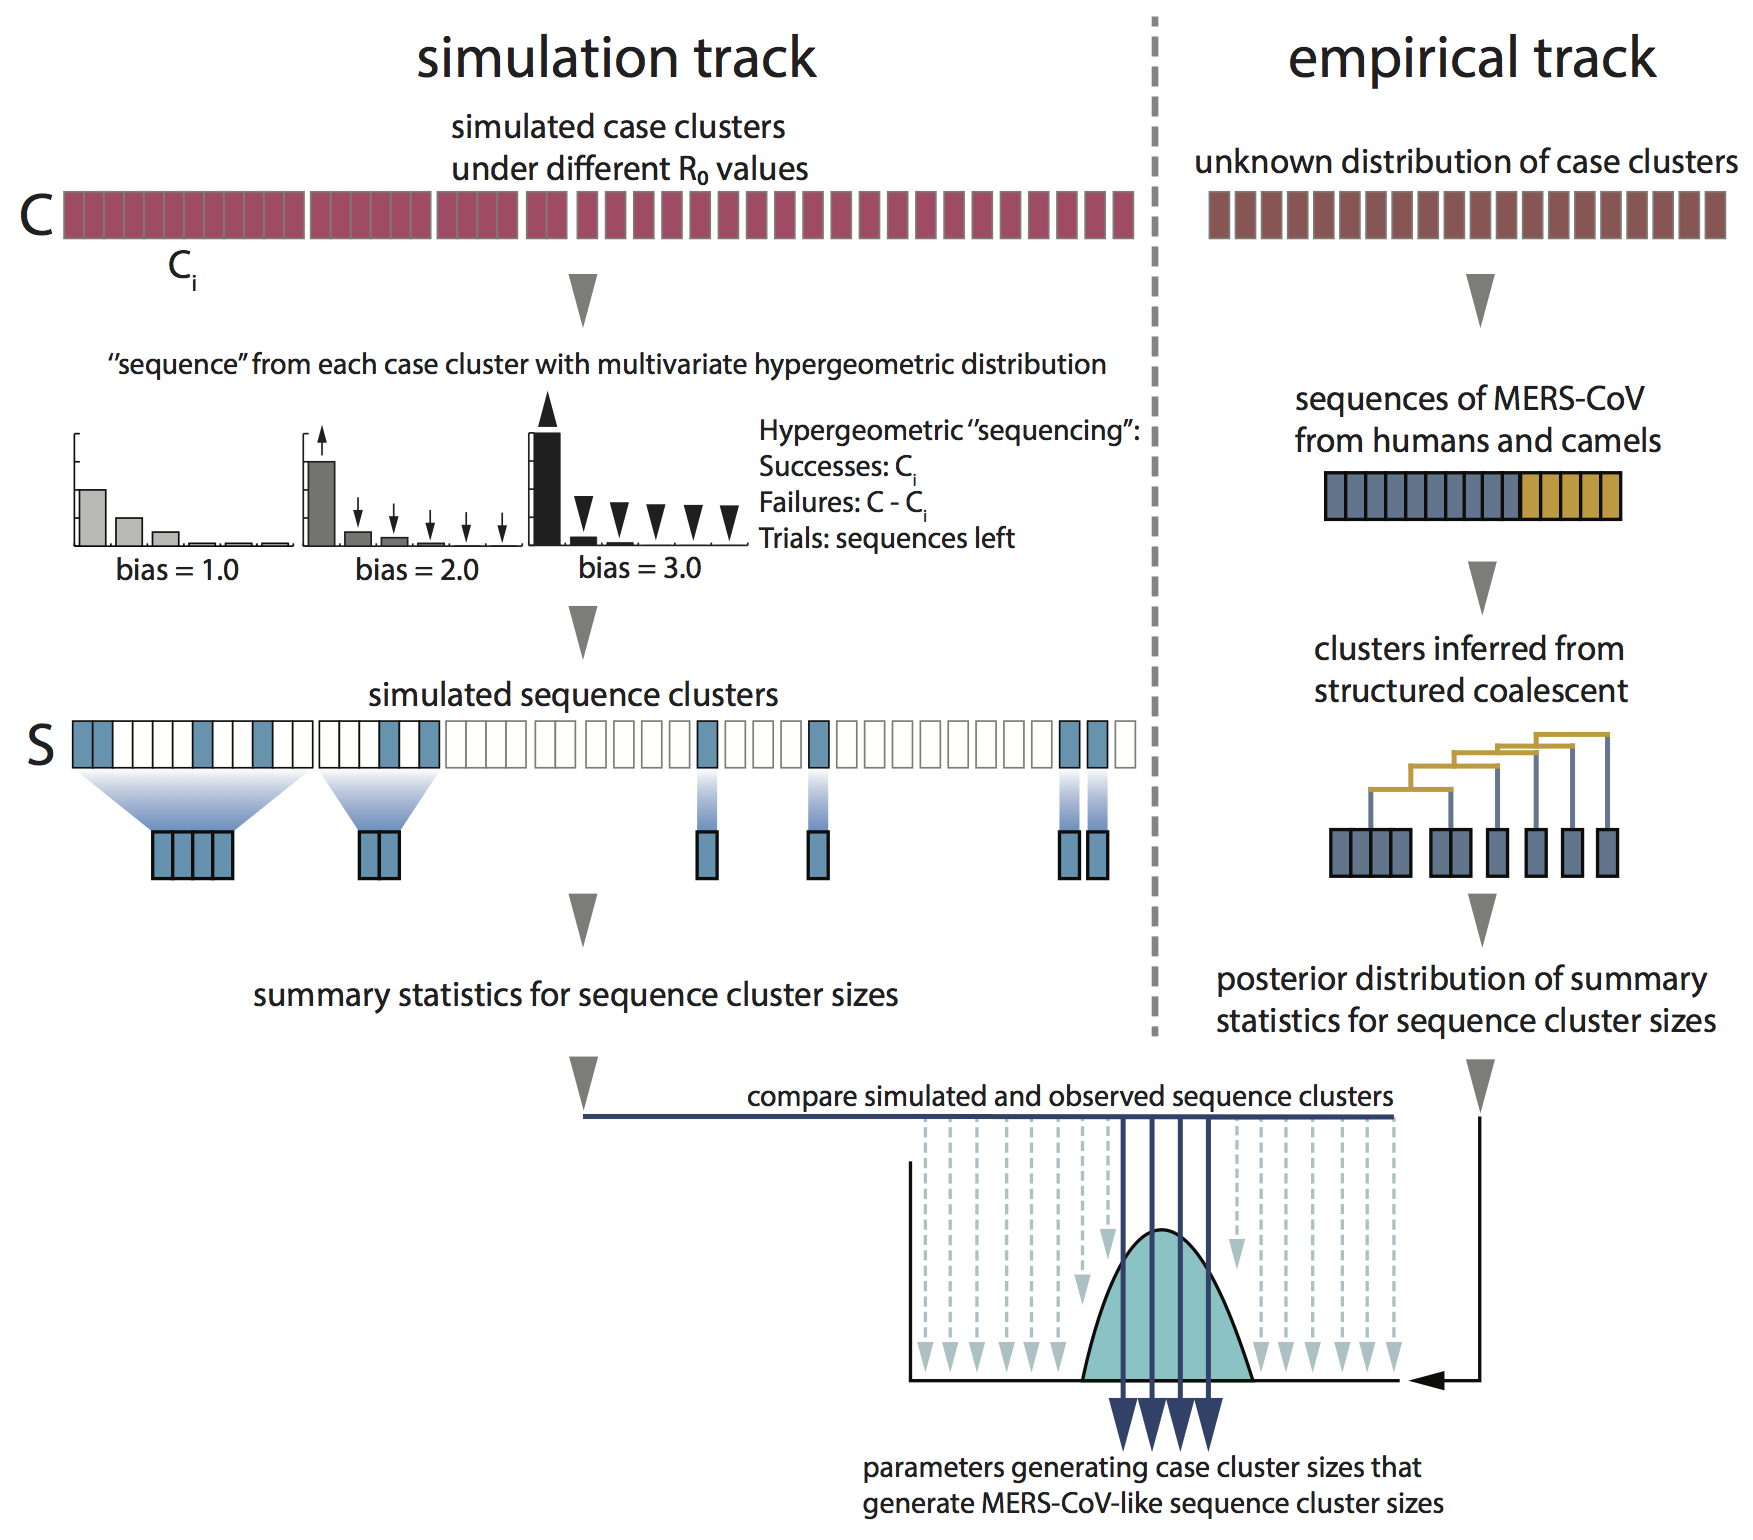 simulation track
simulated case clusters
under different R0 values
C
Ci
"sequence" from each case cluster with multivariate hypergeometric distribution
bias = 1.0
bias = 2.0
bias = 3.0
Hypergeometric "sequencing":
Successes: Ci
Failures: C - Ci
Trials: sequences left
simulated sequence clusters
S
summary statistics for sequence cluster sizes
empirical track
unknown distribution of case clusters
sequences of MERS-CoV
from humans and camels
clusters inferred from
structured coalescent
posterior distribution of summary
statistics for sequence cluster sizes
compare simulated and observed sequence clusters
parameters generating case cluster sizes that
generate MERS-CoV-like sequence cluster sizes